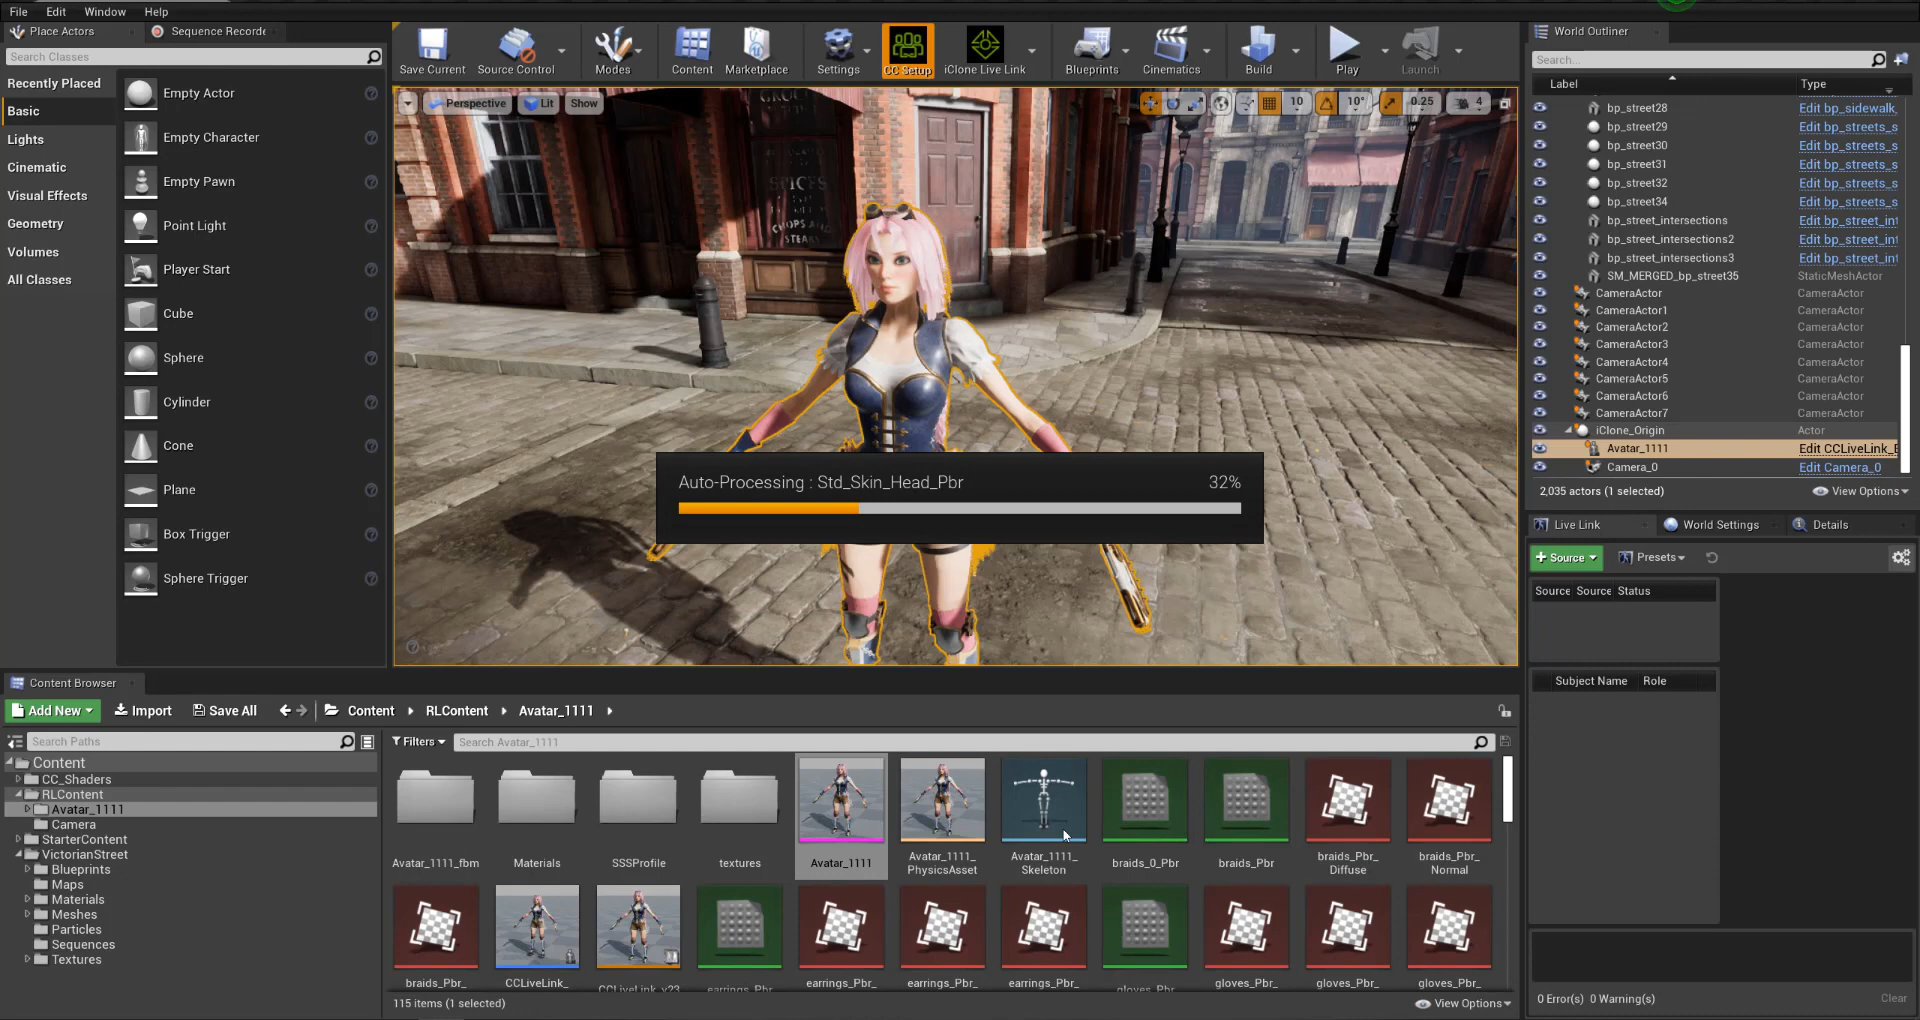 File Edit Window Help
Place Actors
Sequence Recorde
Search Classes
Recently Placed
Basic
Lights
Cinematic
Visual Effects
Geometry
Volumes
All Classes
Empty Actor
Empty Character
Empty Pawn
Point Light
Player Start
Cube
Sphere
Cylinder
Cone
Plane
Box Trigger
Sphere Trigger
Save Current
Source Control
Modes
Content
Marketplace
Settings
CC Setup
iClone Live Link
Blueprints
Cinematics
Build
Play
Launch
Perspective
Lit
Show
10
10°
0.25
4
SPICES
CHOPS AND
STEAKS
Auto-Processing : Std_Skin_Head_Pbr 32%
World Outliner
Search...
Label Type
bp_street28 Edit bp_sidewalk_
bp_street29 Edit bp_streets_s
bp_street30 Edit bp_streets_s
bp_street31 Edit bp_streets_s
bp_street32 Edit bp_streets_s
bp_street34 Edit bp_streets_s
bp_street_intersections Edit bp_street_int
bp_street_intersections2 Edit bp_street_int
bp_street_intersections3 Edit bp_street_int
SM_MERGED_bp_street35 StaticMeshActor
CameraActor CameraActor
CameraActor1 CameraActor
CameraActor2 CameraActor
CameraActor3 CameraActor
CameraActor4 CameraActor
CameraActor5 CameraActor
CameraActor6 CameraActor
CameraActor7 CameraActor
iClone_Origin Actor
Avatar_1111 Edit CCLiveLink_B
Camera_0 Edit Camera_0
2,035 actors (1 selected) View Options
Live Link
World Settings
Details
+ Source
Presets
Source Source Status
Subject Name Role
0 Error(s) 0 Warning(s) Clear
Content Browser
Add New Import Save All Content RLContent Avatar_1111
Search Paths
Filters
Search Avatar_1111
Content
CC_Shaders
RLContent
Avatar_1111
Camera
StarterContent
VictorianStreet
Blueprints
Maps
Materials
Meshes
Particles
Sequences
Textures
Avatar_1111_fbm
Materials
SSSProfile
textures
Avatar_1111
Avatar_1111_
PhysicsAsset
Avatar_1111_
Skeleton
braids_0_Pbr
braids_Pbr
braids_Pbr_
Diffuse
braids_Pbr_
Normal
braids_Pbr_
CCLiveLink_
CCLiveLink_v23
earrings_Pbr
earrings_Pbr_
earrings_Pbr_
earrings_Pbr_
gloves_Pbr
gloves_Pbr_
gloves_Pbr_
gloves_Pbr_
115 items (1 selected) View Options